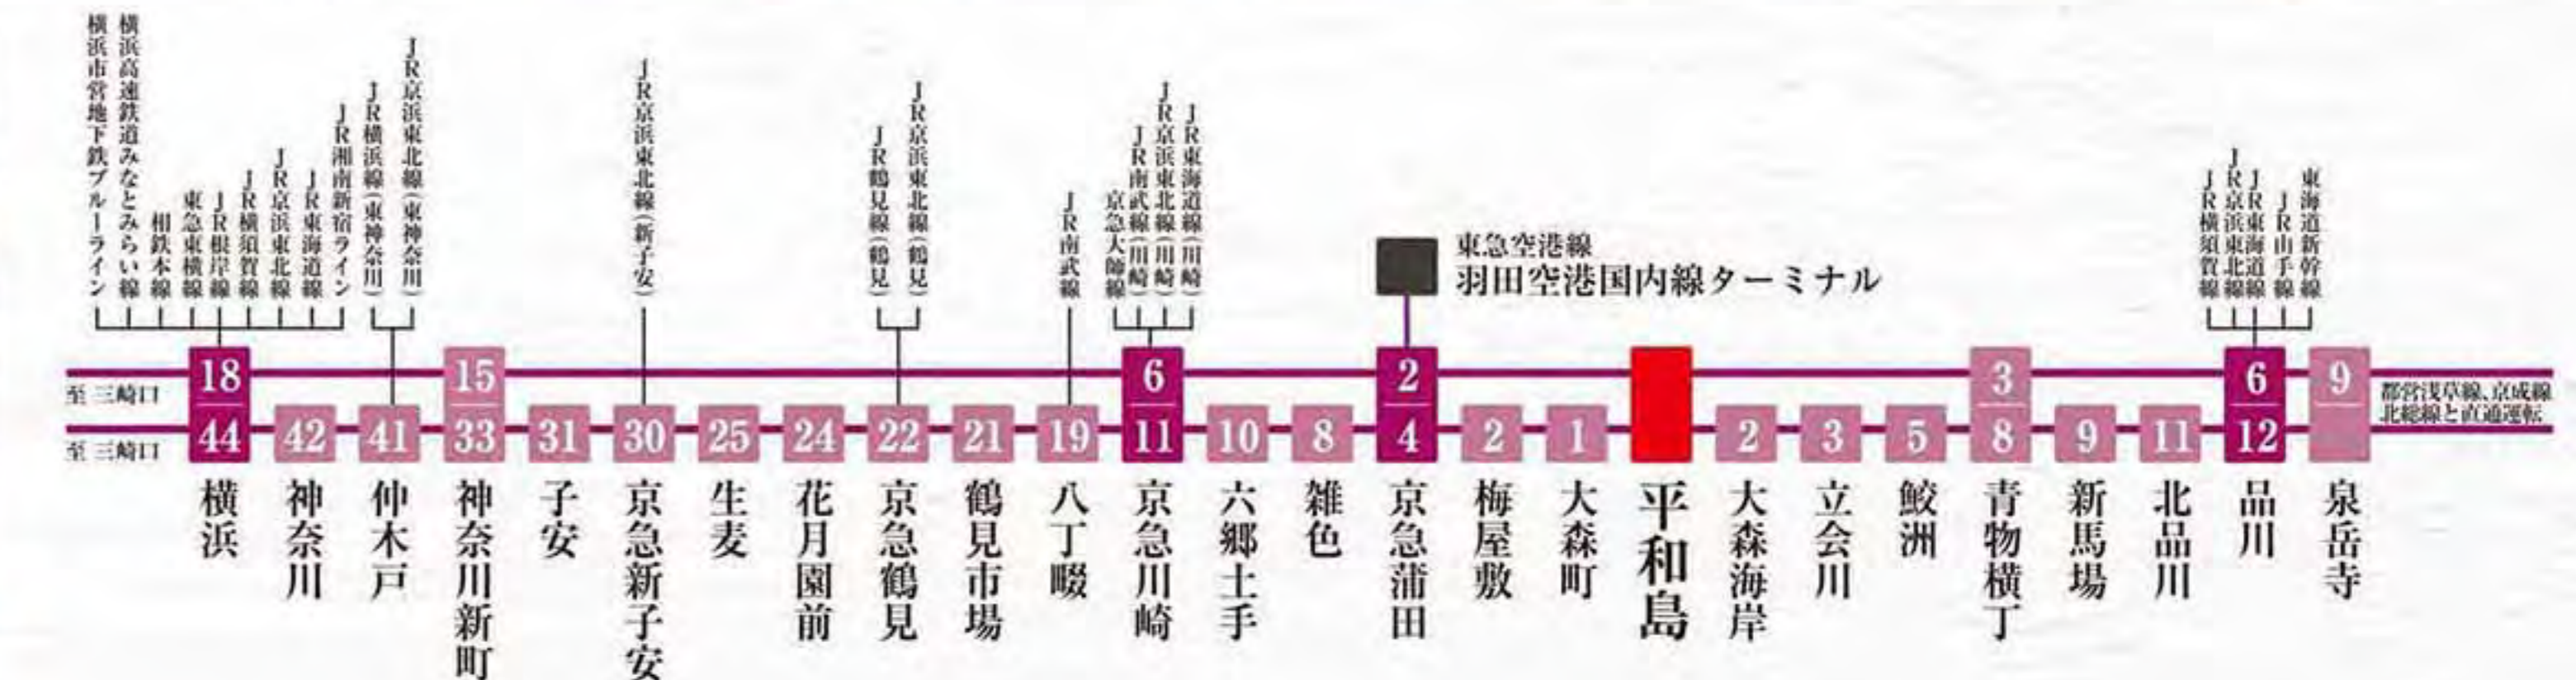 横浜市営地下鉄ブルーライン
横浜高速鉄道みなとみらい線
相鉄本線
東急東横線
JR根岸線
JR横須賀線
JR京浜東北線
JR東海道線
JR湘南新宿ライン
JR横浜線(東神奈川)
JR京浜東北線(東神奈川)
JR京浜東北線(新子安)
JR鶴見線(鶴見)
JR京浜東北線(鶴見)
JR南武線
京急大師線
JR南武線(川崎)
JR京浜東北線(川崎)
JR東海道線(川崎)
東急空港線
羽田空港国内線ターミナル
JR横須賀線
JR京浜東北線
JR東海道線
JR山手線
東海道新幹線
至 三崎口
18
15
6
2
3
6
9
都営浅草線、京成線
北総線と直通運転
至 三崎口
44
42
41
33
31
30
25
24
22
21
19
11
10
8
4
2
1
2
3
5
8
9
11
12
横浜
神奈川
仲木戸
神奈川新町
子安
京急新子安
生麦
花月園前
京急鶴見
鶴見市場
八丁畷
京急川崎
六郷土手
雑色
京急蒲田
梅屋敷
大森町
平和島
大森海岸
立会川
鮫洲
青物横丁
新馬場
北品川
品川
泉岳寺